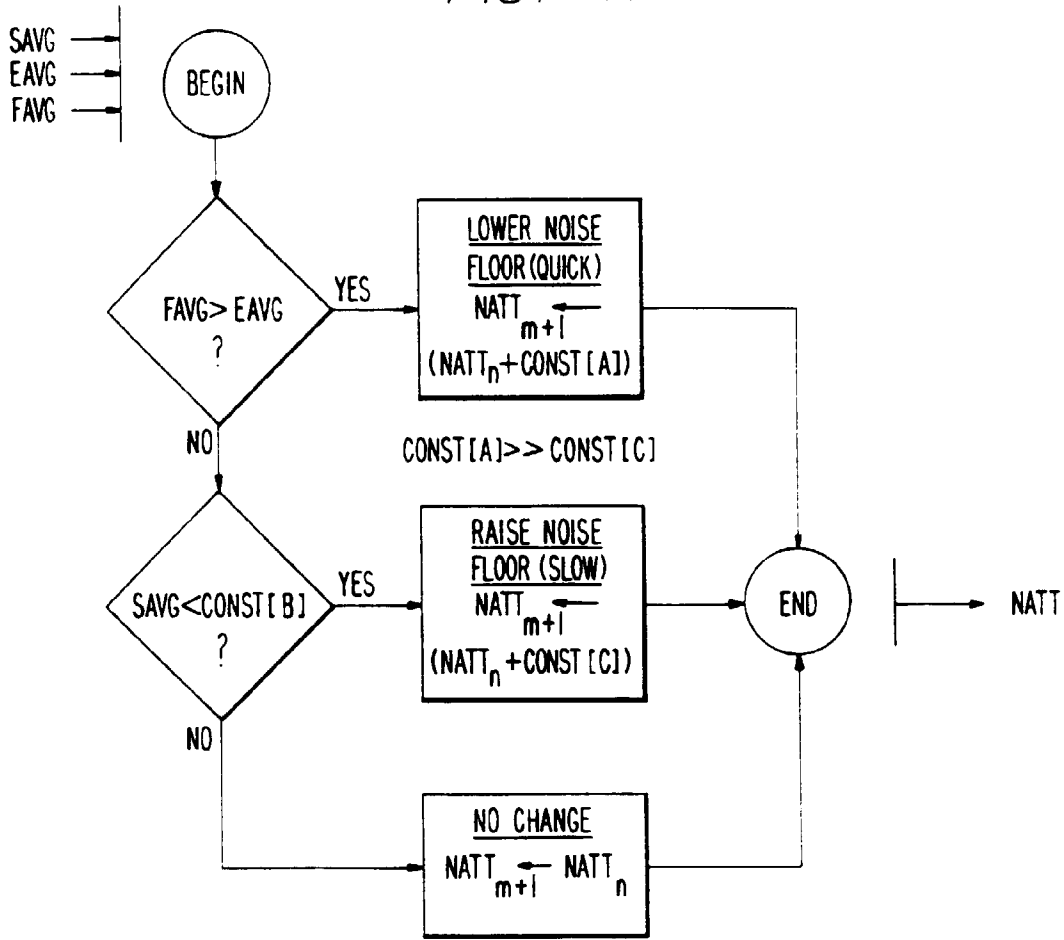 SAVG
EAVG
FAVG
BEGIN
FAVG> EAVG
?
YES
NO
LOWER NOISE
FLOOR(QUICK)
NATT m+1 ←
(NATTn+CONST[A])
CONST[A]>> CONST[C]
SAVG<CONST[B]
?
YES
NO
RAISE NOISE
FLOOR (SLOW)
NATT m+1 ←
(NATTn+CONST[C])
END
NATT
NO CHANGE
NATT m+1 ← NATT n